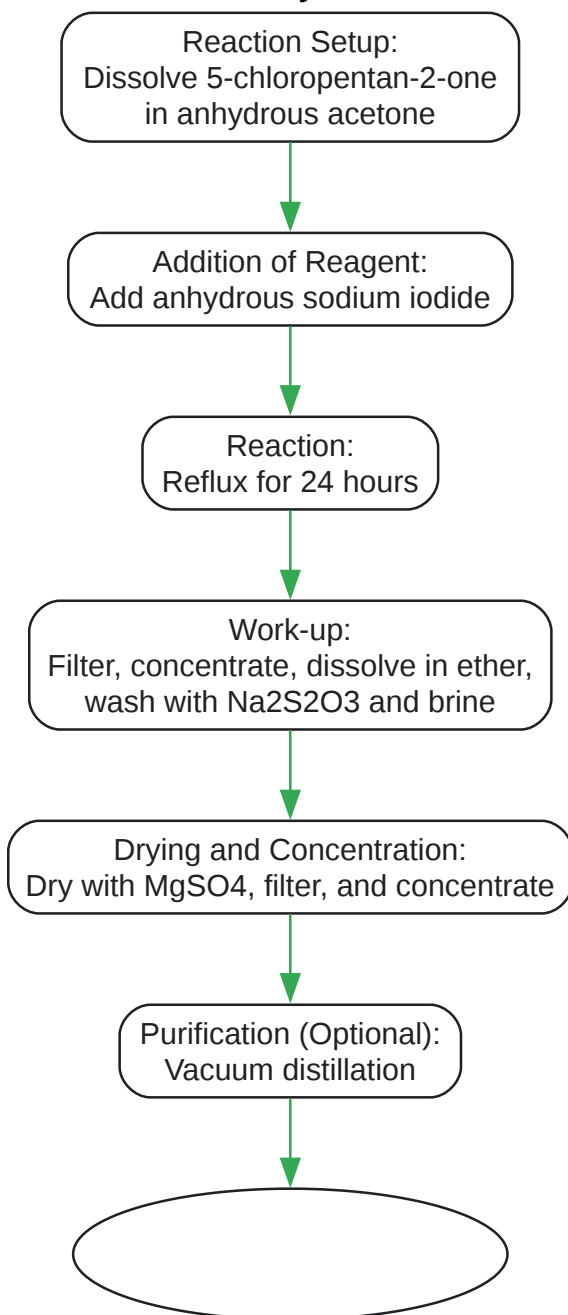 Reaction Setup:
Dissolve 5-chloropentan-2-one
in anhydrous acetone
Addition of Reagent:
Add anhydrous sodium iodide
Reaction:
Reflux for 24 hours
Work-up:
Filter, concentrate, dissolve in ether,
wash with Na2S2O3 and brine
Drying and Concentration:
Dry with MgSO4, filter, and concentrate
Purification (Optional):
Vacuum distillation